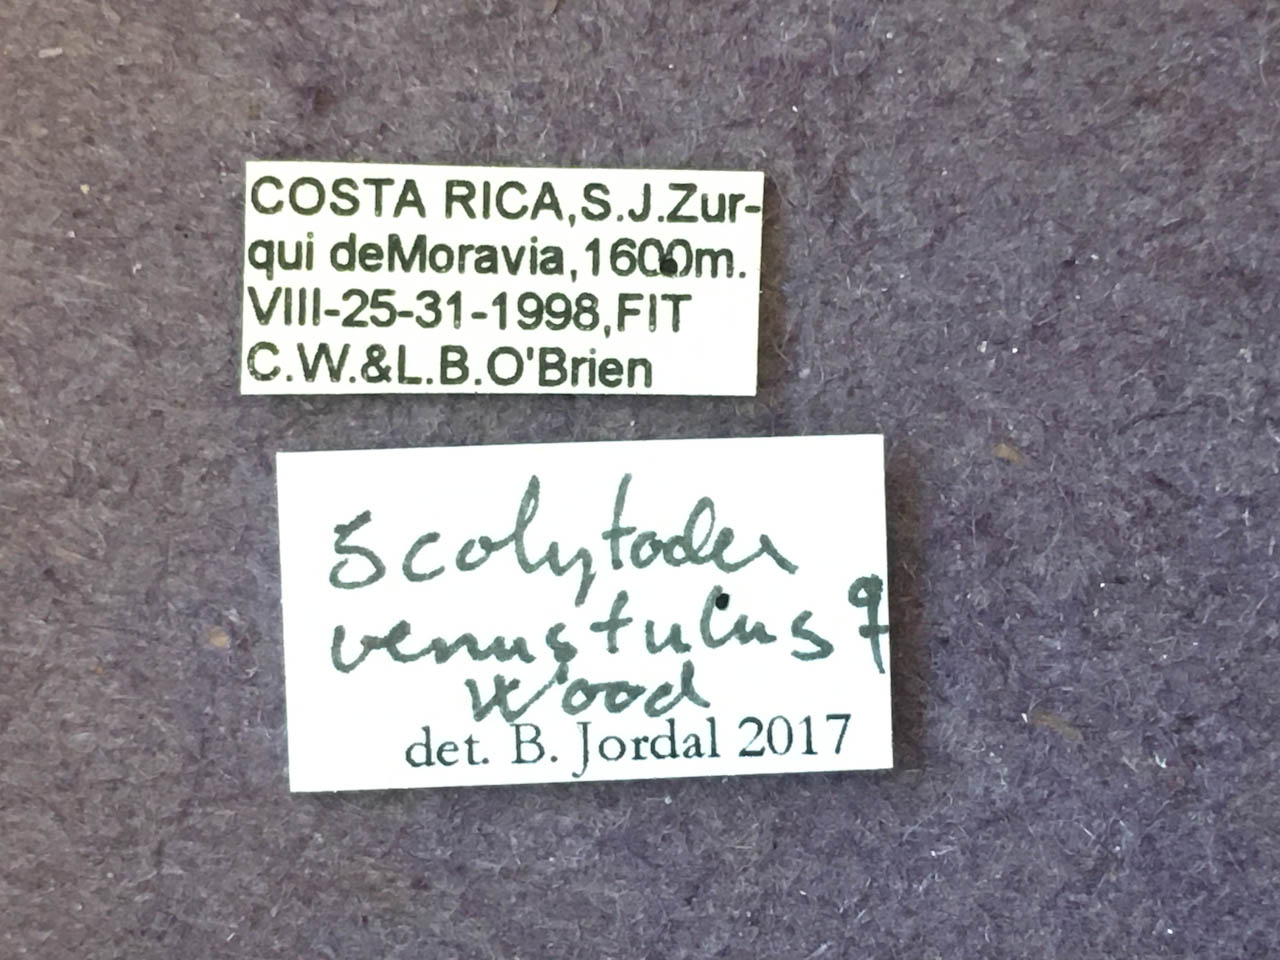 COSTA RICA,S.J.Zur-
qui deMoravia,1600m.
VIII-25-31-1998,FIT
C.W.&L.B.O'Brien
Scolytodes
venustulus ♀
Wood
det. B. Jordal 2017